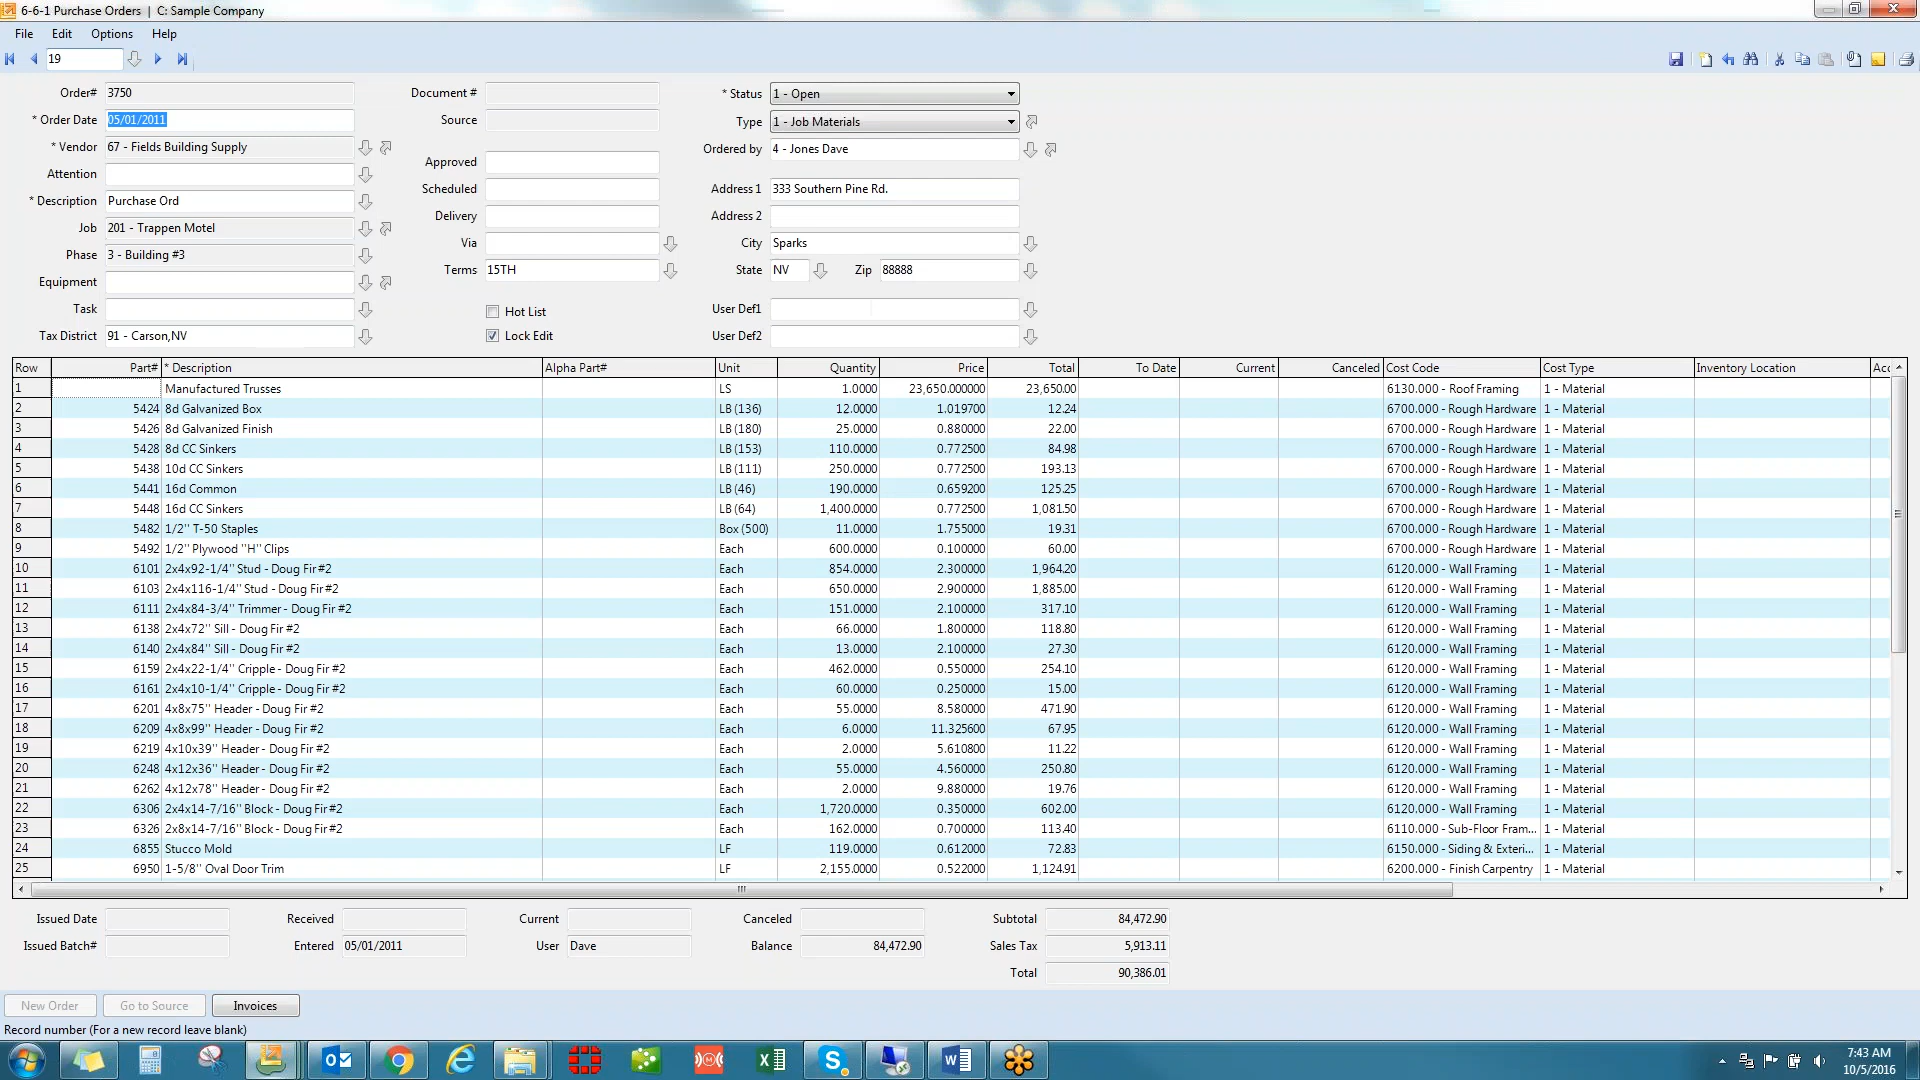 6-6-1 Purchase Orders | C: Sample Company
File Edit Options Help
19
Order# 3750 Document # * Status 1 - Open
* Order Date 05/01/2011 Source Type 1 - Job Materials
* Vendor 67 - Fields Building Supply Ordered by 4 - Jones Dave
Attention Approved
* Description Purchase Ord Scheduled Address 1 333 Southern Pine Rd.
Job 201 - Trappen Motel Delivery Address 2
Phase 3 - Building #3 Via City Sparks
Equipment Terms 15TH State NV Zip 88888
Task Hot List User Def1
Tax District 91 - Carson,NV Lock Edit User Def2
Row Part# * Description Alpha Part# Unit Quantity Price Total To Date Current Canceled Cost Code Cost Type Inventory Location Acc
1 Manufactured Trusses LS 1.0000 23,650.000000 23,650.00 6130.000 - Roof Framing 1 - Material
2 5424 8d Galvanized Box LB (136) 12.0000 1.019700 12.24 6700.000 - Rough Hardware 1 - Material
3 5426 8d Galvanized Finish LB (180) 25.0000 0.880000 22.00 6700.000 - Rough Hardware 1 - Material
4 5428 8d CC Sinkers LB (153) 110.0000 0.772500 84.98 6700.000 - Rough Hardware 1 - Material
5 5438 10d CC Sinkers LB (111) 250.0000 0.772500 193.13 6700.000 - Rough Hardware 1 - Material
6 5441 16d Common LB (46) 190.0000 0.659200 125.25 6700.000 - Rough Hardware 1 - Material
7 5448 16d CC Sinkers LB (64) 1,400.0000 0.772500 1,081.50 6700.000 - Rough Hardware 1 - Material
8 5482 1/2" T-50 Staples Box (500) 11.0000 1.755000 19.31 6700.000 - Rough Hardware 1 - Material
9 5492 1/2" Plywood "H" Clips Each 600.0000 0.100000 60.00 6700.000 - Rough Hardware 1 - Material
10 6101 2x4x92-1/4" Stud - Doug Fir #2 Each 854.0000 2.300000 1,964.20 6120.000 - Wall Framing 1 - Material
11 6103 2x4x116-1/4" Stud - Doug Fir #2 Each 650.0000 2.900000 1,885.00 6120.000 - Wall Framing 1 - Material
12 6111 2x4x84-3/4" Trimmer - Doug Fir #2 Each 151.0000 2.100000 317.10 6120.000 - Wall Framing 1 - Material
13 6138 2x4x72" Sill - Doug Fir #2 Each 66.0000 1.800000 118.80 6120.000 - Wall Framing 1 - Material
14 6140 2x4x84" Sill - Doug Fir #2 Each 13.0000 2.100000 27.30 6120.000 - Wall Framing 1 - Material
15 6159 2x4x22-1/4" Cripple - Doug Fir #2 Each 462.0000 0.550000 254.10 6120.000 - Wall Framing 1 - Material
16 6161 2x4x10-1/4" Cripple - Doug Fir #2 Each 60.0000 0.250000 15.00 6120.000 - Wall Framing 1 - Material
17 6201 4x8x75" Header - Doug Fir #2 Each 55.0000 8.580000 471.90 6120.000 - Wall Framing 1 - Material
18 6209 4x8x99" Header - Doug Fir #2 Each 6.0000 11.325600 67.95 6120.000 - Wall Framing 1 - Material
19 6219 4x10x39" Header - Doug Fir #2 Each 2.0000 5.610800 11.22 6120.000 - Wall Framing 1 - Material
20 6248 4x12x36" Header - Doug Fir #2 Each 55.0000 4.560000 250.80 6120.000 - Wall Framing 1 - Material
21 6262 4x12x78" Header - Doug Fir #2 Each 2.0000 9.880000 19.76 6120.000 - Wall Framing 1 - Material
22 6306 2x4x14-7/16" Block - Doug Fir #2 Each 1,720.0000 0.350000 602.00 6120.000 - Wall Framing 1 - Material
23 6326 2x8x14-7/16" Block - Doug Fir #2 Each 162.0000 0.700000 113.40 6110.000 - Sub-Floor Fram... 1 - Material
24 6855 Stucco Mold LF 119.0000 0.612000 72.83 6150.000 - Siding & Exteri... 1 - Material
25 6950 1-5/8" Oval Door Trim LF 2,155.0000 0.522000 1,124.91 6200.000 - Finish Carpentry 1 - Material
Issued Date Received Current Canceled Subtotal 84,472.90
Issued Batch# Entered 05/01/2011 User Dave Balance 84,472.90 Sales Tax 5,913.11
Total 90,386.01
New Order Go to Source Invoices
Record number (For a new record leave blank)
7:43 AM
10/5/2016